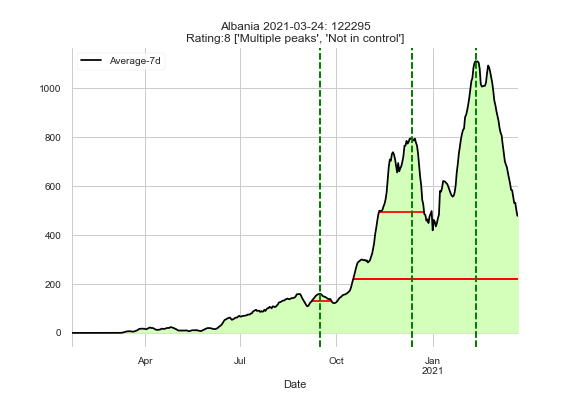 Albania 2021-03-24: 122295
Rating:8 ['Multiple peaks', 'Not in control']
Average-7d
1000
800
600
400
200
0
Apr
Jul
Oct
Jan
2021
Date